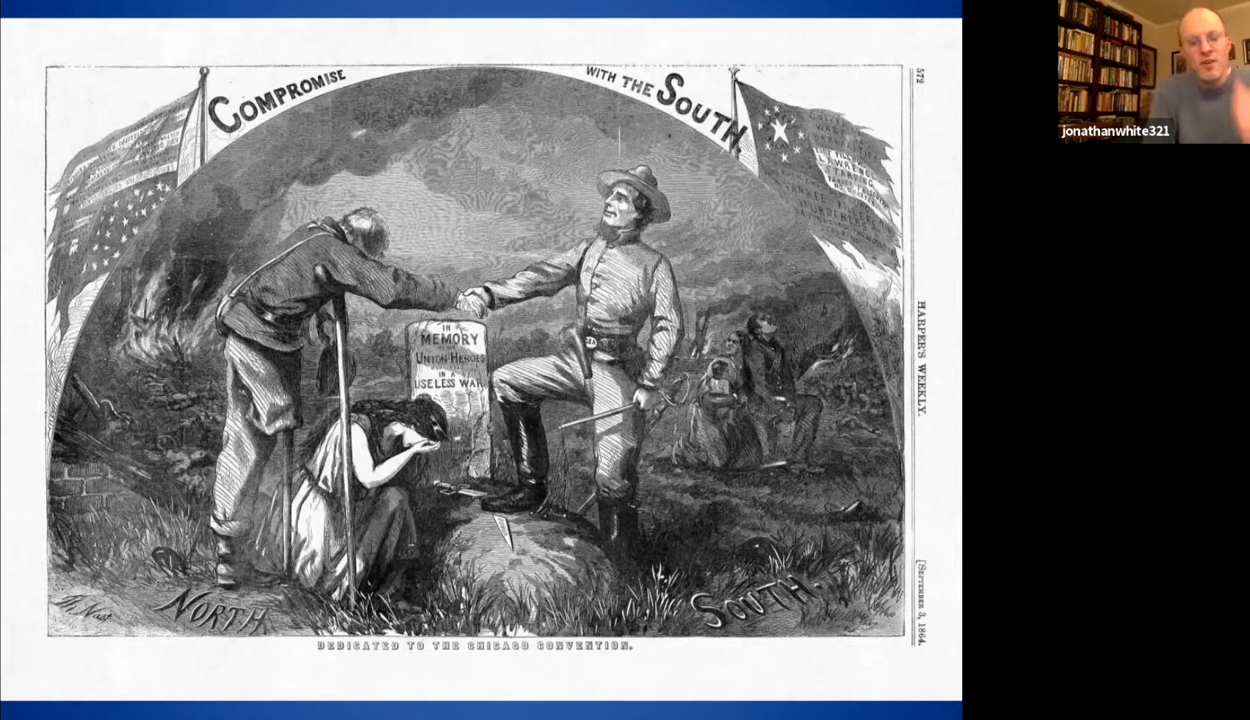 COMPROMISE
WITH THE SOUTH
572
jonathanwhite321
LAWRENCE
IN
MEMORY
UNION HEROES
IN A
USELESS WAR
HARPER'S WEEKLY.
NORTH
SOUTH.
[SEPTEMBER 3, 1864.
DEDICATED TO THE CHICAGO CONVENTION.